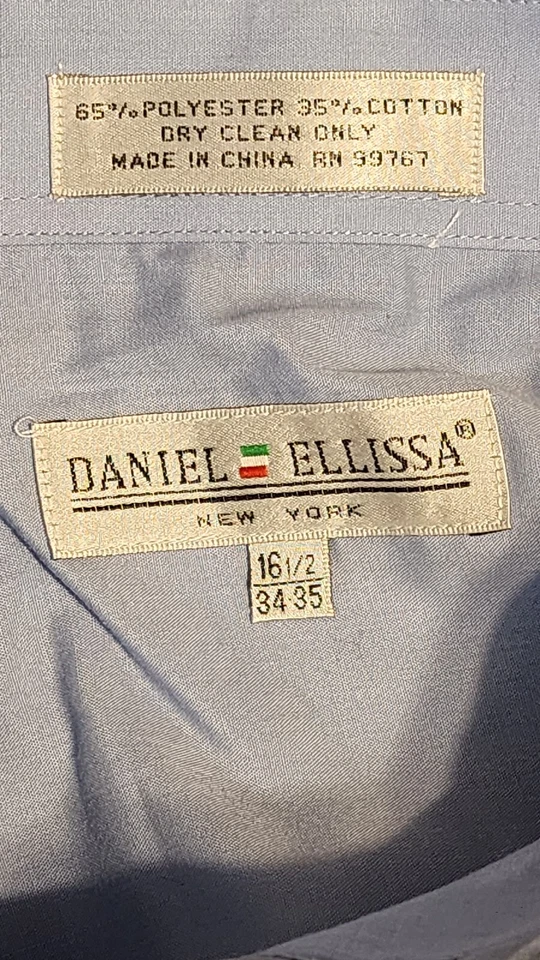 65% POLYESTER 35% COTTON
DRY CLEAN ONLY
MADE IN CHINA RN 99767
DANIEL ELLISSA®
NEW YORK
16 1/2
34·35